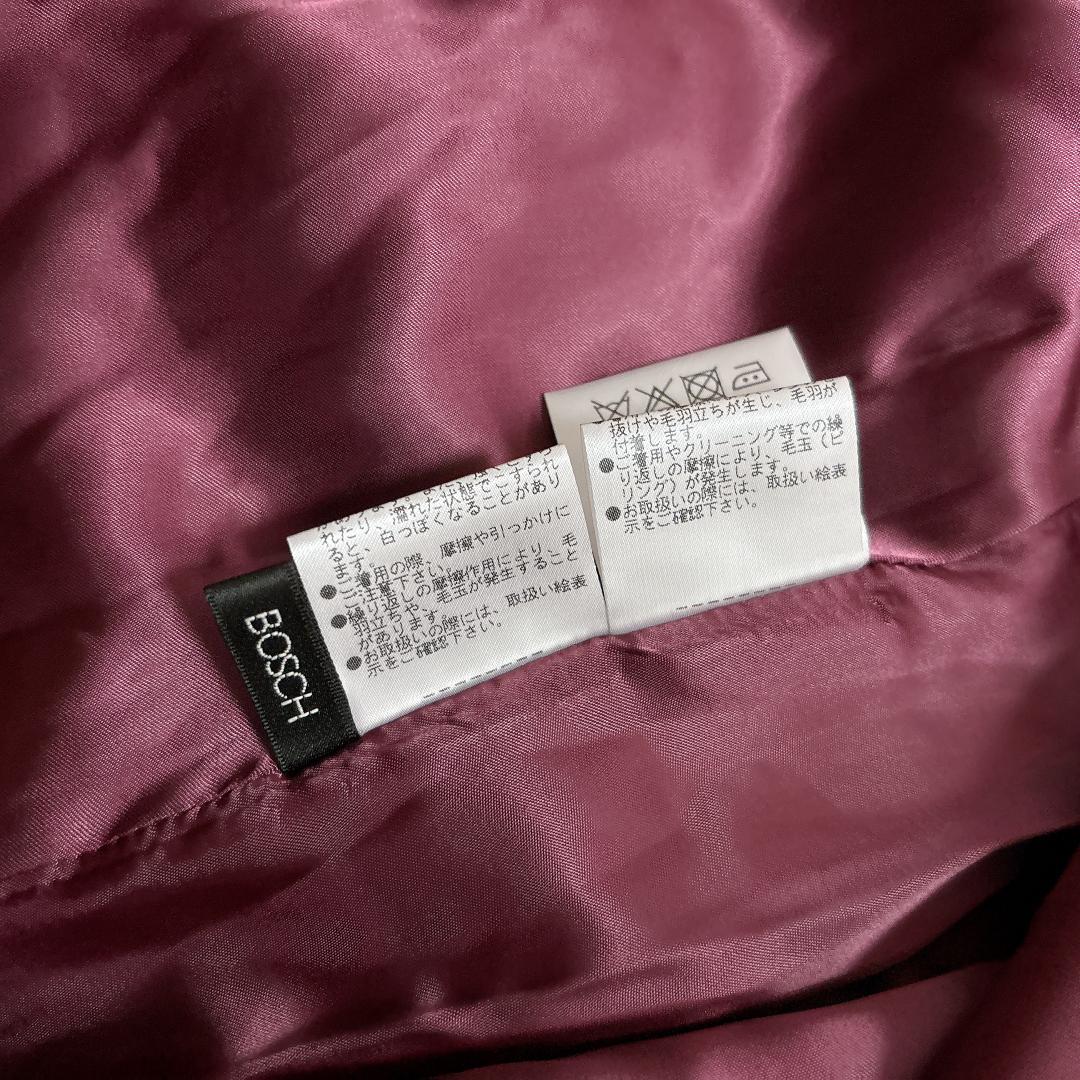 BOSCH
れたり、濡れた状態でこすられ
ると、白っぽくなることがあり
ます。
●ご着用の際、摩擦や引っかけに
ご注意下さい。
●繰り返しの摩擦作用により、毛
羽立ちや、毛玉が発生すること
があります。
●お取扱いの際には、取扱い絵表
示をご確認下さい。
抜けや毛羽立ちが生じ、毛羽が
付着します。
●ご着用やクリーニング等での繰
り返しの摩擦により、毛玉（ピ
リング）が発生します。
●お取扱いの際には、取扱い絵表
示をご確認下さい。